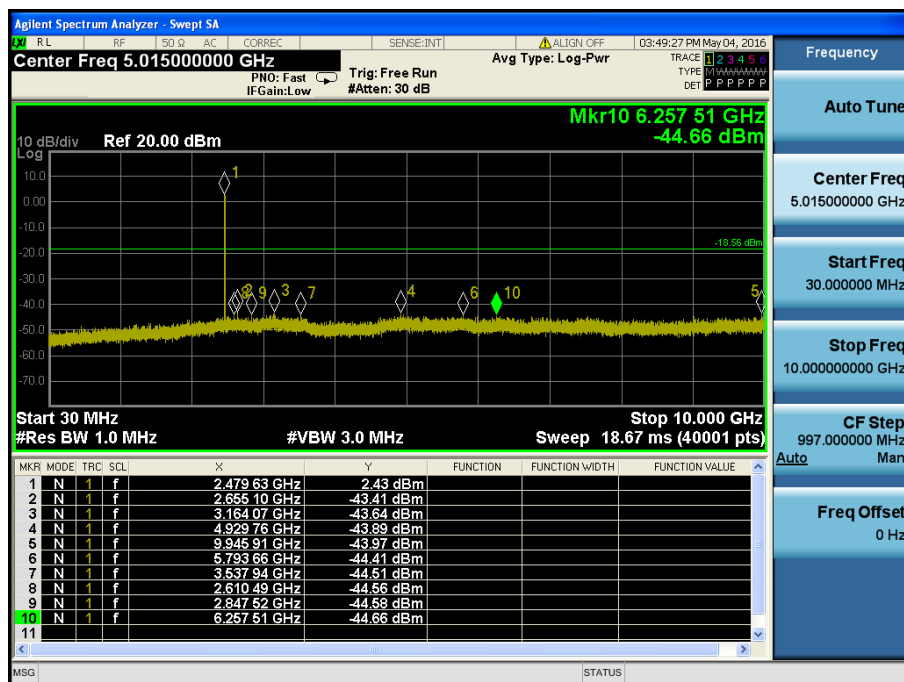 Agilent Spectrum Analyzer - Swept SA
LXI RL RF 50 Ω AC CORREC SENSE:INT ALIGN OFF 03:49:27 PM May 04, 2016
Center Freq 5.015000000 GHz Avg Type: Log-Pwr TRACE 1 2 3 4 5 6
PNO: Fast Trig: Free Run TYPE M WWWWW
IFGain:Low #Atten: 30 dB DET P P P P P P
Mkr10 6.257 51 GHz
10 dB/div Ref 20.00 dBm -44.66 dBm
Log
10.0
0.00
-10.0
-20.0
-30.0
-40.0
-50.0
-60.0
-70.0
1
-18.56 dBm
2 9 3 7 4 6 10 5
8
Start 30 MHz Stop 10.000 GHz
#Res BW 1.0 MHz #VBW 3.0 MHz Sweep 18.67 ms (40001 pts)
MKR MODE TRC SCL X Y FUNCTION FUNCTION WIDTH FUNCTION VALUE
1 N 1 f 2.479 63 GHz 2.43 dBm
2 N 1 f 2.655 10 GHz -43.41 dBm
3 N 1 f 3.164 07 GHz -43.64 dBm
4 N 1 f 4.929 76 GHz -43.89 dBm
5 N 1 f 9.945 91 GHz -43.97 dBm
6 N 1 f 5.793 66 GHz -44.41 dBm
7 N 1 f 3.537 94 GHz -44.51 dBm
8 N 1 f 2.610 49 GHz -44.56 dBm
9 N 1 f 2.847 52 GHz -44.58 dBm
10 N 1 f 6.257 51 GHz -44.66 dBm
11
MSG STATUS
Frequency
Auto Tune
Center Freq
5.015000000 GHz
Start Freq
30.000000 MHz
Stop Freq
10.000000000 GHz
CF Step
997.000000 MHz
Auto Man
Freq Offset
0 Hz